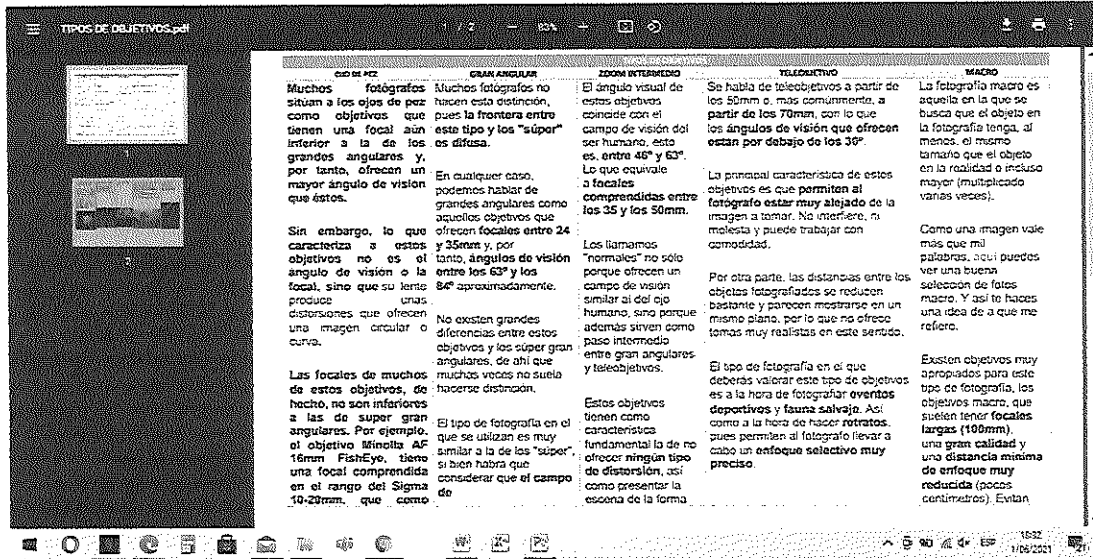 TIPOS DE OBJETIVOS.pdf
1 / 2
83%
1
2
TIPOS DE OBJETIVOS
OJO DE PEZ
Muchos fotógrafos
sitúan a los ojos de pez
como objetivos que
tienen una focal aún
inferior a la de los
grandes angulares y,
por tanto, ofrecen un
mayor ángulo de visión
que éstos.
Sin embargo, lo que
caracteriza a estos
objetivos no es el
ángulo de visión o la
focal, sino que su lente
produce unas
distorsiones que ofrecen
una imagen circular o
curva.
Las focales de muchos
de estos objetivos, de
hecho, no son inferiores
a las de super gran
angulares. Por ejemplo,
el objetivo Minolta AF
16mm FishEye, tiene
una focal comprendida
en el rango del Sigma
10-20mm, que como
GRAN ANGULAR
Muchos fotógrafos no
hacen esta distinción,
pues la frontera entre
este tipo y los "súper"
es difusa.
En cualquier caso,
podemos hablar de
grandes angulares como
aquellos objetivos que
ofrecen focales entre 24
y 35mm y, por
tanto, ángulos de visión
entre los 63º y los
84º aproximadamente.
No existen grandes
diferencias entre estos
objetivos y los súper gran
angulares, de ahí que
muchas veces no suela
hacerse distinción.
El tipo de fotografía en el
que se utilizan es muy
similar a la de los "súper",
si bien habrá que
considerar que el campo
de
ZOOM INTERMEDIO
El ángulo visual de
estos objetivos
coincide con el
campo de visión del
ser humano, esto
es, entre 46º y 63º.
Lo que equivale
a focales
comprendidas entre
los 35 y los 50mm.
Los llamamos
"normales" no sólo
porque ofrecen un
campo de visión
similar al del ojo
humano, sino porque
además sirven como
paso intermedio
entre gran angulares
y teleobjetivos.
Estos objetivos
tienen como
característica
fundamental la de no
ofrecer ningún tipo
de distorsión, así
como presentar la
escena de la forma
TELEOBJETIVO
Se habla de teleobjetivos a partir de
los 50mm o, más comúnmente, a
partir de los 70mm, con lo que
los ángulos de visión que ofrecen
están por debajo de los 30º.
La principal característica de estos
objetivos es que permiten al
fotógrafo estar muy alejado de la
imagen a tomar. No interfiere, ni
molesta y puede trabajar con
comodidad.
Por otra parte, las distancias entre los
objetos fotografiados se reducen
bastante y parecen mostrarse en un
mismo plano, por lo que no ofrece
tomas muy realistas en este sentido.
El tipo de fotografía en el que
deberás valorar este tipo de objetivos
es a la hora de fotografiar eventos
deportivos y fauna salvaje. Así
como a la hora de hacer retratos,
pues permiten al fotógrafo llevar a
cabo un enfoque selectivo muy
preciso.
MACRO
La fotografía macro es
aquella en la que se
busca que el objeto en
la fotografía tenga, al
menos, el mismo
tamaño que el objeto
en la realidad o incluso
mayor (multiplicado
varias veces).
Como una imagen vale
más que mil
palabras, aquí puedes
ver una buena
selección de fotos
macro. Y así te haces
una idea de a que me
refiero.
Existen objetivos muy
apropiados para este
tipo de fotografía, los
objetivos macro, que
suelen tener focales
largas (100mm),
una gran calidad y
una distancia mínima
de enfoque muy
reducida (pocos
centímetros). Evitan
ESP
18:32
1/06/2021